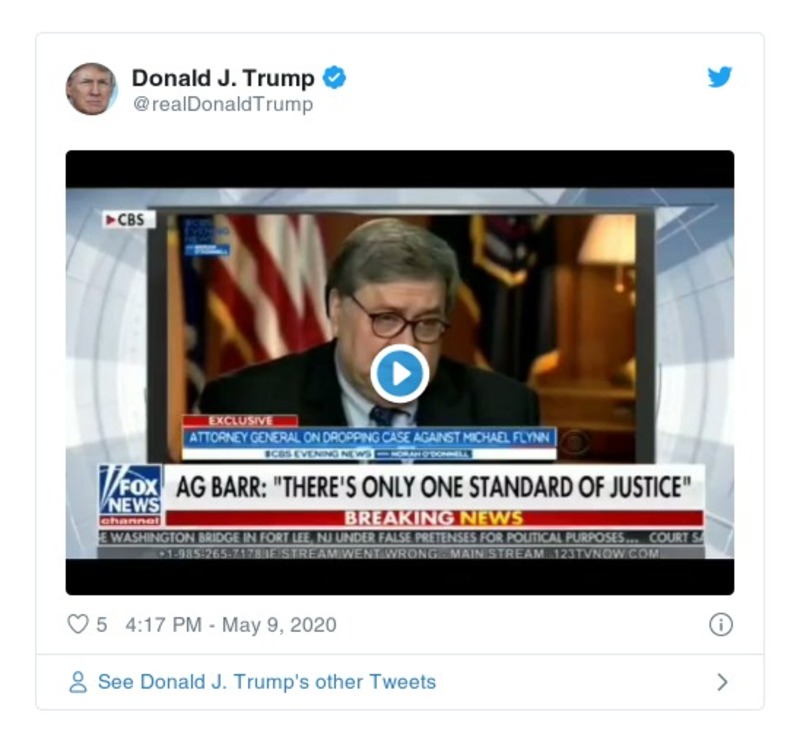 Donald J. Trump
@realDonaldTrump
CBS
CBS
EVENING
NEWS
EXCLUSIVE
ATTORNEY GENERAL ON DROPPING CASE AGAINST MICHAEL FLYNN
CBS EVENING NEWS WITH NORAH O'DONNELL
FOX
NEWS
channel
AG BARR: "THERE'S ONLY ONE STANDARD OF JUSTICE"
BREAKING NEWS
E WASHINGTON BRIDGE IN FORT LEE, NJ UNDER FALSE PRETENSES FOR POLITICAL PURPOSES... COURT SA
+1-985-265-7178 IF STREAM WENT WRONG - MAIN STREAM 123TVNOW.COM
5 4:17 PM - May 9, 2020
See Donald J. Trump's other Tweets